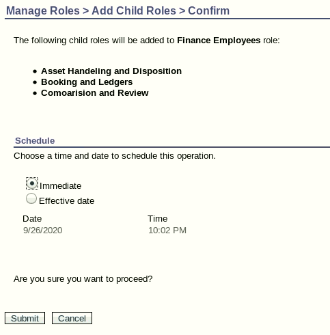 Manage Roles > Add Child Roles > Confirm
The following child roles will be added to Finance Employees role:
• Asset Handeling and Disposition
• Booking and Ledgers
• Comoarision and Review
Schedule
Choose a time and date to schedule this operation.
Immediate
Effective date
Date Time
9/26/2020 10:02 PM
Are you sure you want to proceed?
Submit Cancel